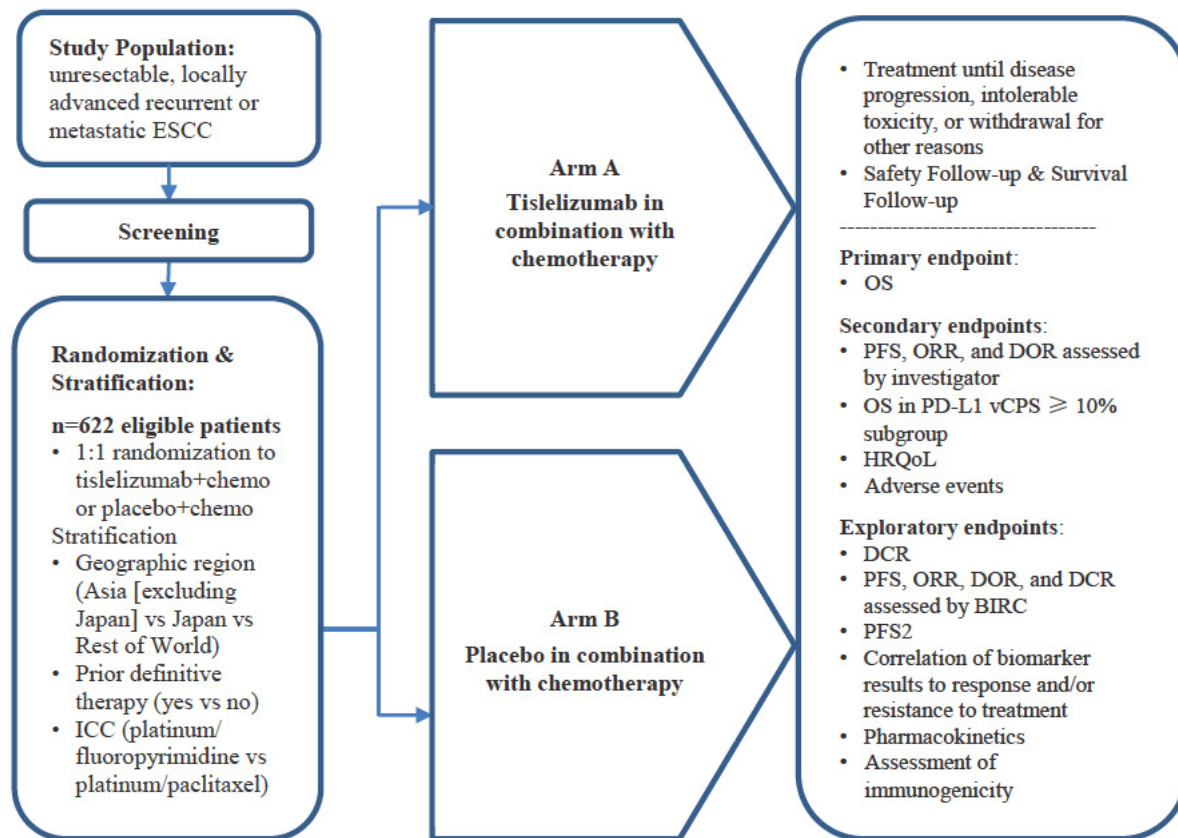 Study Population:
unresectable, locally
advanced recurrent or
metastatic ESCC
Screening
Randomization &
Stratification:
n=622 eligible patients
• 1:1 randomization to
tislelizumab+chemo
or placebo+chemo
Stratification
• Geographic region
(Asia [excluding
Japan] vs Japan vs
Rest of World)
• Prior definitive
therapy (yes vs no)
• ICC (platinum/
fluoropyrimidine vs
platinum/paclitaxel)
Arm A
Tislelizumab in
combination with
chemotherapy
Arm B
Placebo in combination
with chemotherapy
• Treatment until disease
progression, intolerable
toxicity, or withdrawal for
other reasons
• Safety Follow-up & Survival
Follow-up
----------------------------------
Primary endpoint:
• OS
Secondary endpoints:
• PFS, ORR, and DOR assessed
by investigator
• OS in PD-L1 vCPS ⩾ 10%
subgroup
• HRQoL
• Adverse events
Exploratory endpoints:
• DCR
• PFS, ORR, DOR, and DCR
assessed by BIRC
• PFS2
• Correlation of biomarker
results to response and/or
resistance to treatment
• Pharmacokinetics
• Assessment of
immunogenicity